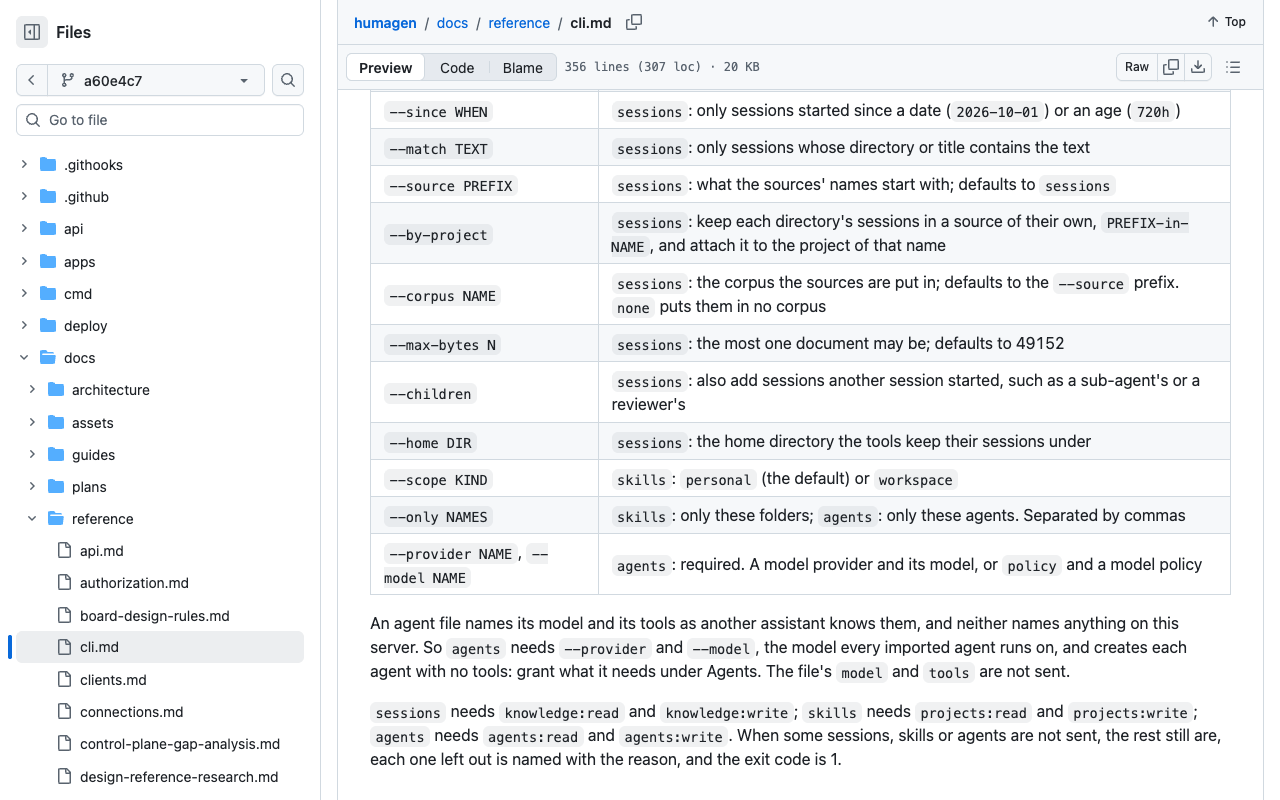 Files
a60e4c7
Go to file
.githooks
.github
api
apps
cmd
deploy
docs
architecture
assets
guides
plans
reference
api.md
authorization.md
board-design-rules.md
cli.md
clients.md
connections.md
control-plane-gap-analysis.md
design-reference-research.md
humagen / docs / reference / cli.md
Top
Preview Code Blame 356 lines (307 loc) · 20 KB
Raw
--since WHEN sessions: only sessions started since a date (2026-10-01) or an age (720h)
--match TEXT sessions: only sessions whose directory or title contains the text
--source PREFIX sessions: what the sources' names start with; defaults to sessions
--by-project sessions: keep each directory's sessions in a source of their own, PREFIX-in-
NAME, and attach it to the project of that name
--corpus NAME sessions: the corpus the sources are put in; defaults to the --source prefix.
none puts them in no corpus
--max-bytes N sessions: the most one document may be; defaults to 49152
--children sessions: also add sessions another session started, such as a sub-agent's or a
reviewer's
--home DIR sessions: the home directory the tools keep their sessions under
--scope KIND skills: personal (the default) or workspace
--only NAMES skills: only these folders; agents: only these agents. Separated by commas
--provider NAME, --
model NAME agents: required. A model provider and its model, or policy and a model policy
An agent file names its model and its tools as another assistant knows them, and neither names anything on this
server. So agents needs --provider and --model, the model every imported agent runs on, and creates each
agent with no tools: grant what it needs under Agents. The file's model and tools are not sent.
sessions needs knowledge:read and knowledge:write; skills needs projects:read and projects:write;
agents needs agents:read and agents:write. When some sessions, skills or agents are not sent, the rest still are,
each one left out is named with the reason, and the exit code is 1.